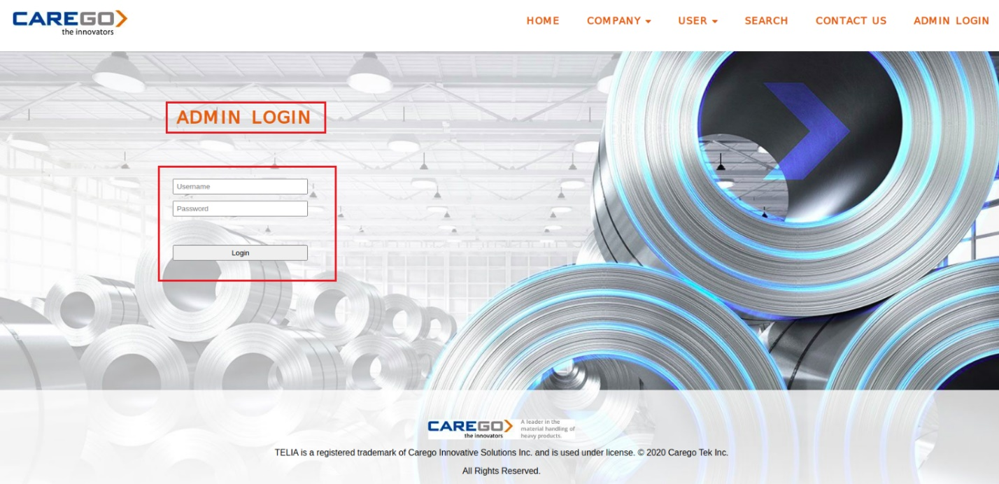 CAREGO
the innovators
HOME COMPANY USER SEARCH CONTACT US ADMIN LOGIN
ADMIN LOGIN
Username
Password
Login
CAREGO
the innovators
A leader in the
material handling of
heavy products.
TELIA is a registered trademark of Carego Innovative Solutions Inc. and is used under license. © 2020 Carego Tek Inc.
All Rights Reserved.